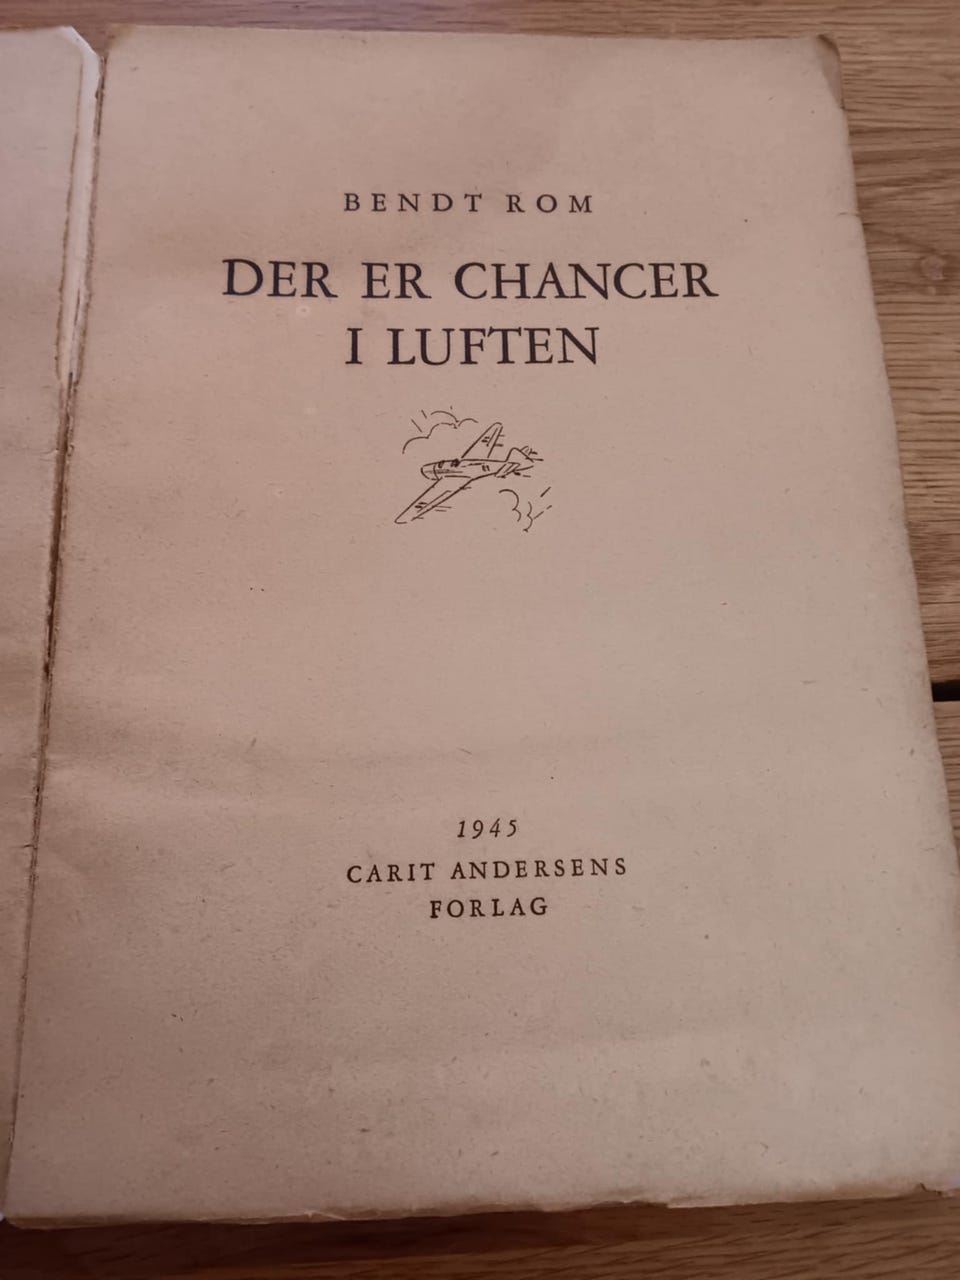 BENDT ROM
DER ER CHANCER
I LUFTEN
1945
CARIT ANDERSENS
FORLAG